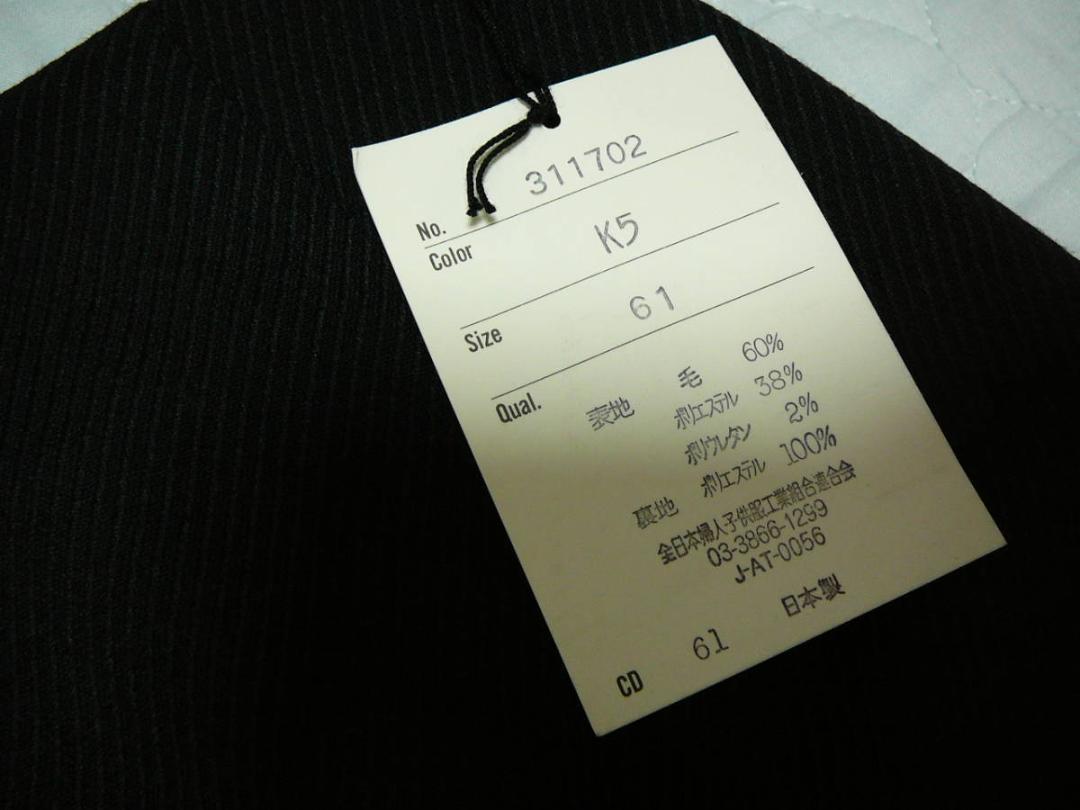 No. 311702
Color K5
Size 61
Qual. 表地 毛 60%
ポリエステル 38%
ポリウレタン 2%
裏地 ポリエステル 100%
全日本婦人子供服工業組合連合会
03-3866-1299
J-AT-0056
日本製
CD 61